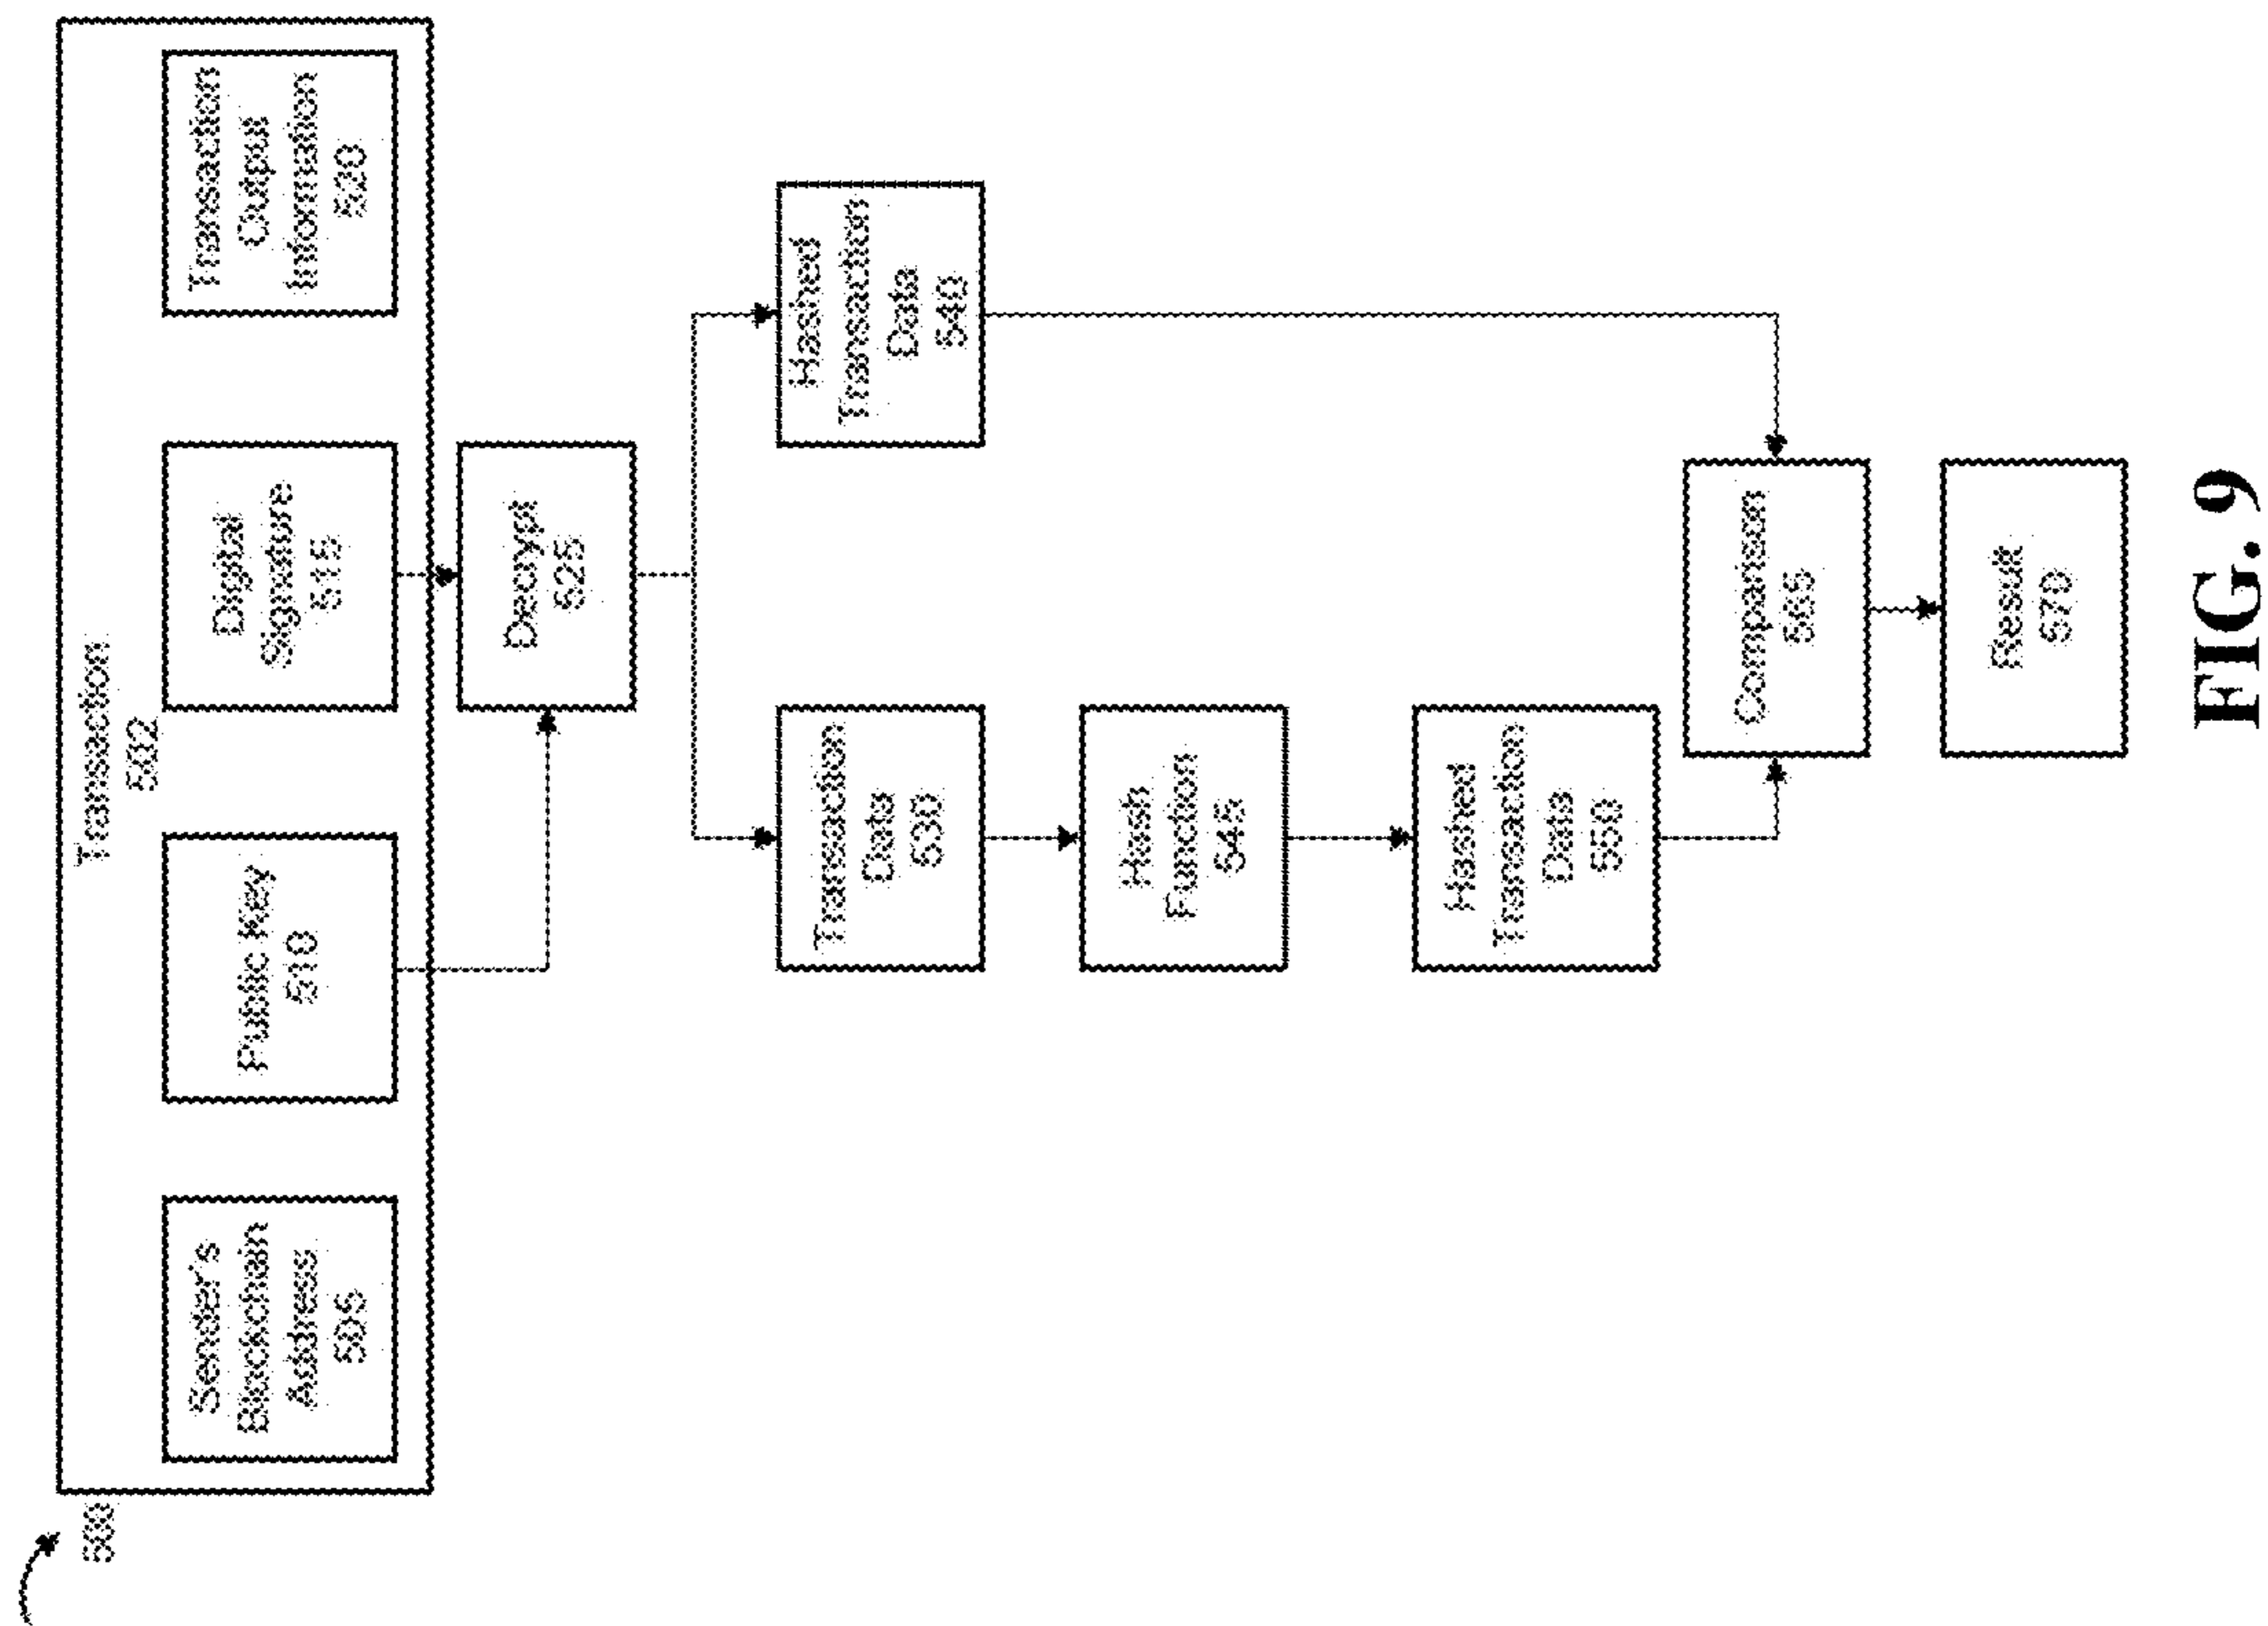 500
Transaction
502
Sender's
Blockchain
Address
505
Public Key
510
Digital
Signature
515
Transaction
Output
Information
520
Decrypt
525
Transaction
Data
530
Hashed
Transaction
Data
540
Hash
Function
545
Hashed
Transaction
Data
550
Comparison
565
Result
570
FIG. 9